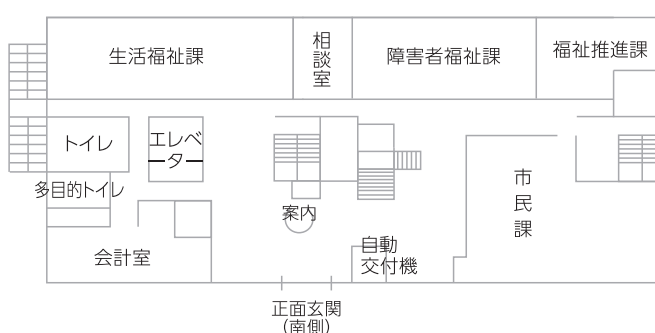 生活福祉課
相談室
障害者福祉課
福祉推進課
トイレ
エレベーター
多目的トイレ
市民課
案内
自動
交付機
会計室
正面玄関
（南側）